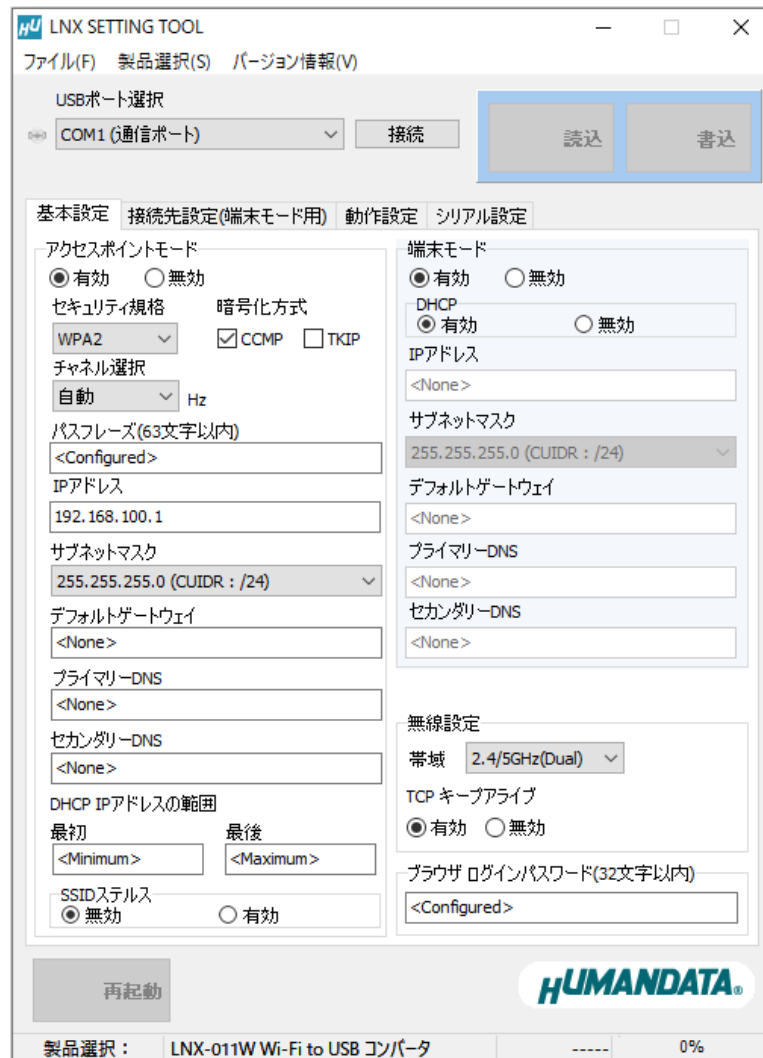 HU LNX SETTING TOOL
ファイル(F) 製品選択(S) バージョン情報(V)
USBポート選択
COM1 (通信ポート) 接続 読込 書込
基本設定 接続先設定(端末モード用) 動作設定 シリアル設定
アクセスポイントモード
有効 無効
セキュリティ規格 暗号化方式
WPA2 CCMP TKIP
チャネル選択
自動 Hz
パスフレーズ(63文字以内)
<Configured>
IPアドレス
192.168.100.1
サブネットマスク
255.255.255.0 (CUIDR : /24)
デフォルトゲートウェイ
<None>
プライマリーDNS
<None>
セカンダリーDNS
<None>
DHCP IPアドレスの範囲
最初 最後
<Minimum> <Maximum>
SSIDステルス
無効 有効
端末モード
有効 無効
DHCP
有効 無効
IPアドレス
<None>
サブネットマスク
255.255.255.0 (CUIDR : /24)
デフォルトゲートウェイ
<None>
プライマリーDNS
<None>
セカンダリーDNS
<None>
無線設定
帯域 2.4/5GHz(Dual)
TCP キープアライブ
有効 無効
ブラウザ ログインパスワード(32文字以内)
<Configured>
再起動 HUMANDATA®
製品選択： LNX-011W Wi-Fi to USB コンバータ ----- 0%